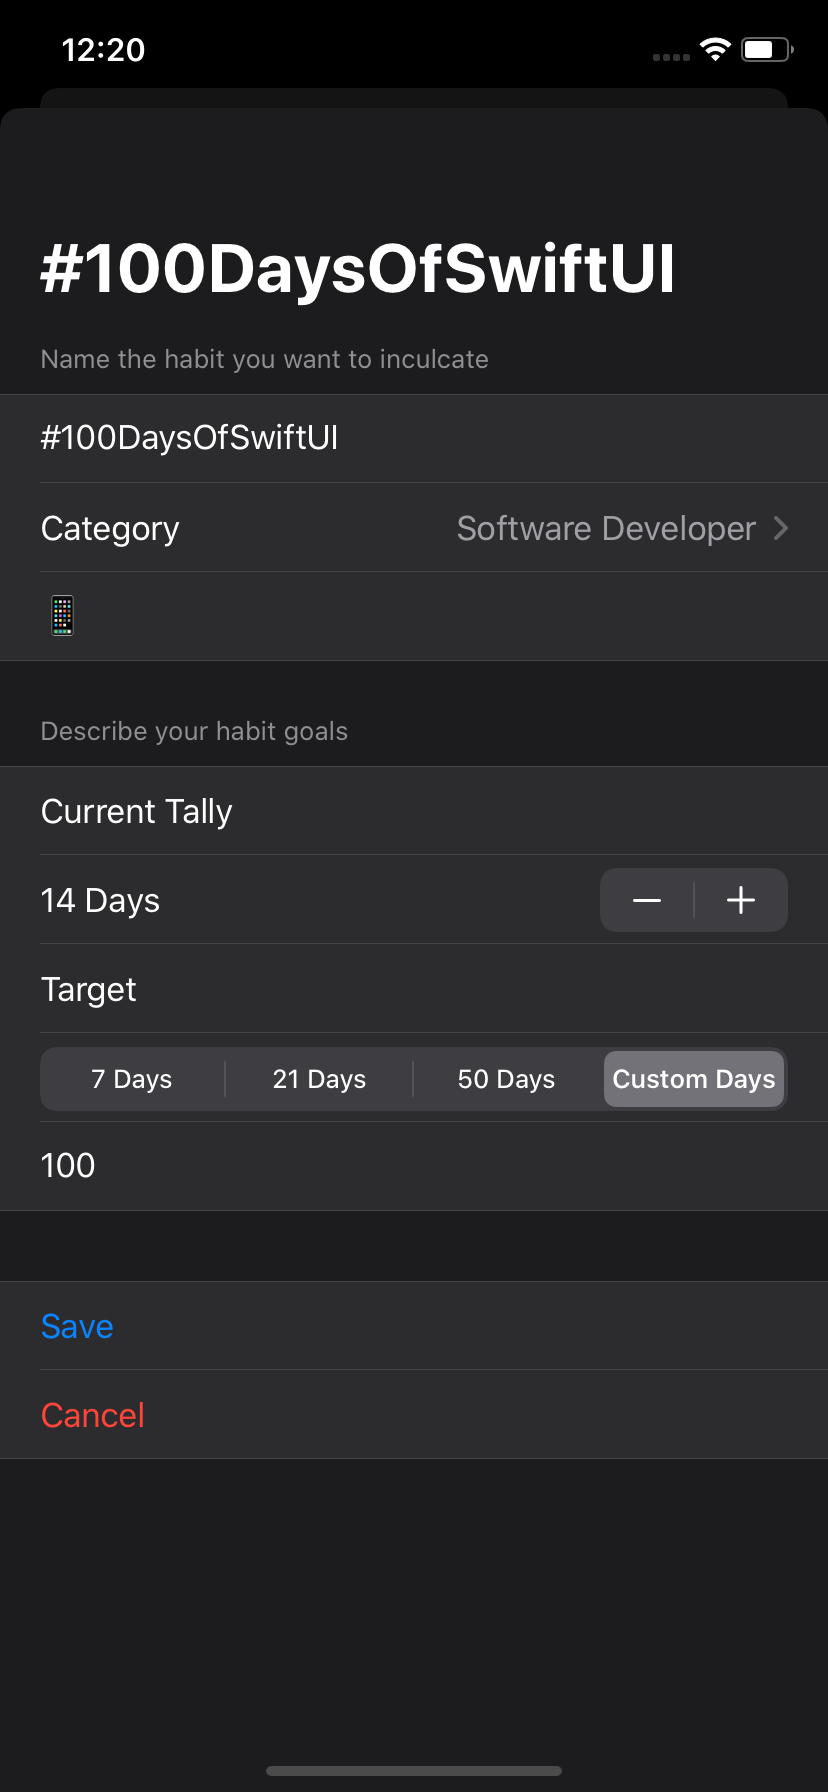 12:20
#100DaysOfSwiftUI
Name the habit you want to inculcate
#100DaysOfSwiftUI
Category Software Developer
Describe your habit goals
Current Tally
14 Days
Target
7 Days 21 Days 50 Days Custom Days
100
Save
Cancel